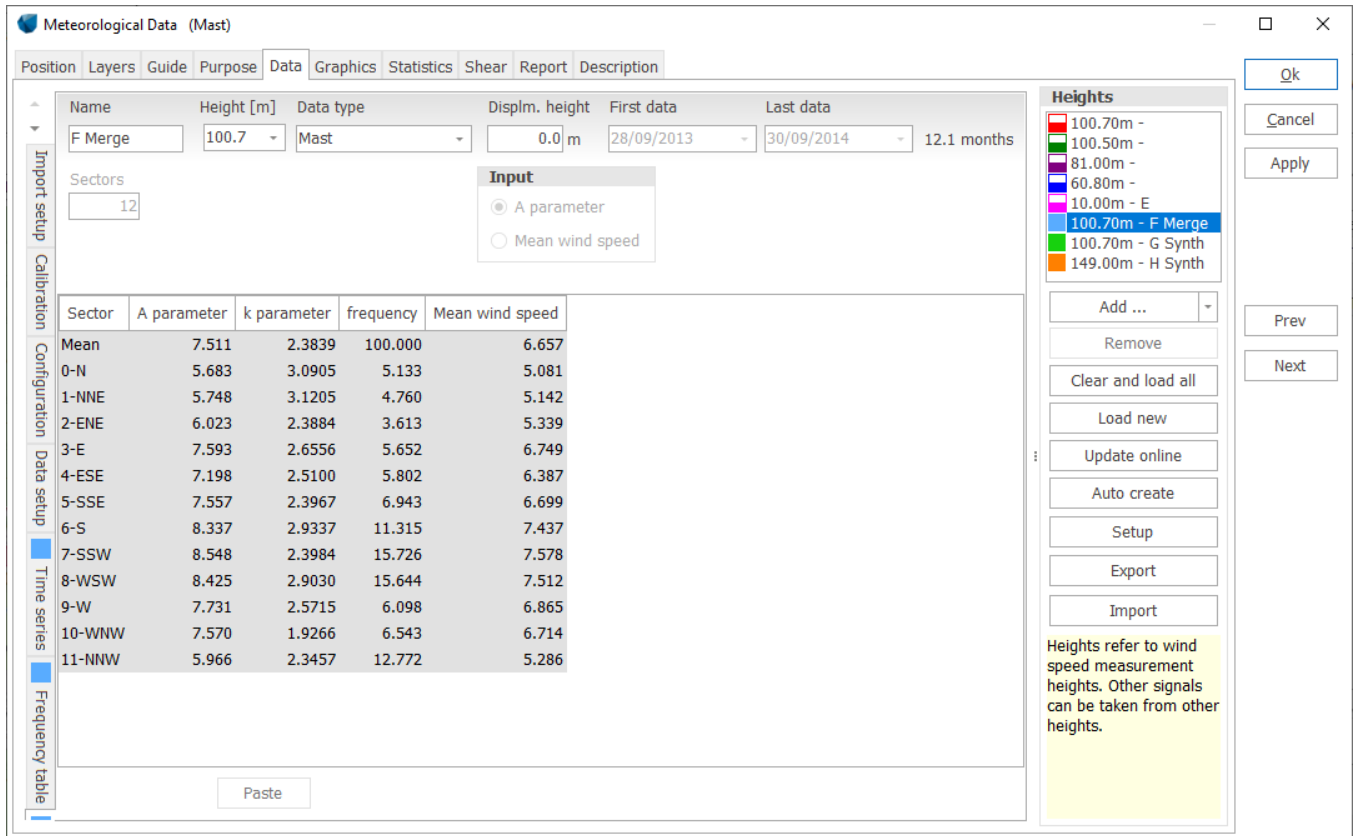 Meteorological Data (Mast)
Position Layers Guide Purpose Data Graphics Statistics Shear Report Description
Ok
Cancel
Apply
Prev
Next
Import setup
Calibration
Configuration
Data setup
Time series
Frequency table
Name Height [m] Data type Displm. height First data Last data
F Merge 100.7 Mast 0.0 m 28/09/2013 30/09/2014 12.1 months
Sectors
12
Input
A parameter
Mean wind speed
Sector A parameter k parameter frequency Mean wind speed
Mean 7.511 2.3839 100.000 6.657
0-N 5.683 3.0905 5.133 5.081
1-NNE 5.748 3.1205 4.760 5.142
2-ENE 6.023 2.3884 3.613 5.339
3-E 7.593 2.6556 5.652 6.749
4-ESE 7.198 2.5100 5.802 6.387
5-SSE 7.557 2.3967 6.943 6.699
6-S 8.337 2.9337 11.315 7.437
7-SSW 8.548 2.3984 15.726 7.578
8-WSW 8.425 2.9030 15.644 7.512
9-W 7.731 2.5715 6.098 6.865
10-WNW 7.570 1.9266 6.543 6.714
11-NNW 5.966 2.3457 12.772 5.286
Paste
Heights
100.70m -
100.50m -
81.00m -
60.80m -
10.00m - E
100.70m - F Merge
100.70m - G Synth
149.00m - H Synth
Add ...
Remove
Clear and load all
Load new
Update online
Auto create
Setup
Export
Import
Heights refer to wind
speed measurement
heights. Other signals
can be taken from other
heights.